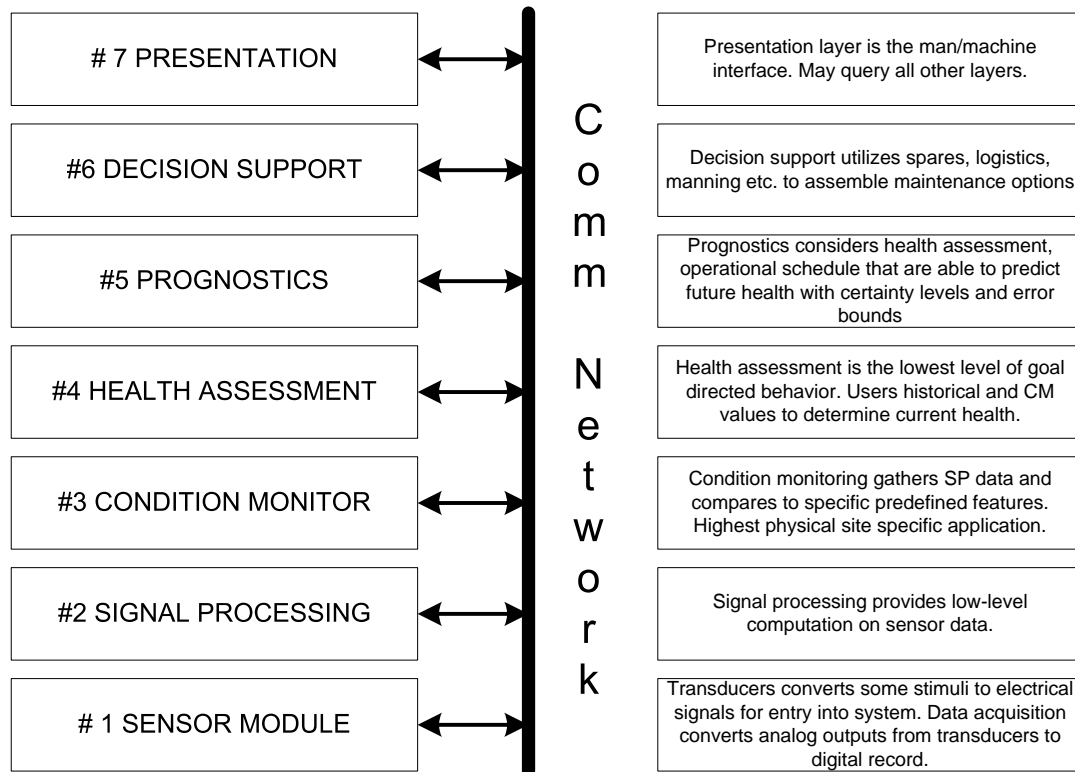 # 7 PRESENTATION
Presentation layer is the man/machine
interface. May query all other layers.
#6 DECISION SUPPORT
Decision support utilizes spares, logistics,
manning etc. to assemble maintenance options
#5 PROGNOSTICS
Prognostics considers health assessment,
operational schedule that are able to predict
future health with certainty levels and error
bounds
#4 HEALTH ASSESSMENT
Health assessment is the lowest level of goal
directed behavior. Users historical and CM
values to determine current health.
#3 CONDITION MONITOR
Condition monitoring gathers SP data and
compares to specific predefined features.
Highest physical site specific application.
#2 SIGNAL PROCESSING
Signal processing provides low-level
computation on sensor data.
# 1 SENSOR MODULE
Transducers converts some stimuli to electrical
signals for entry into system. Data acquisition
converts analog outputs from transducers to
digital record.
Comm Network